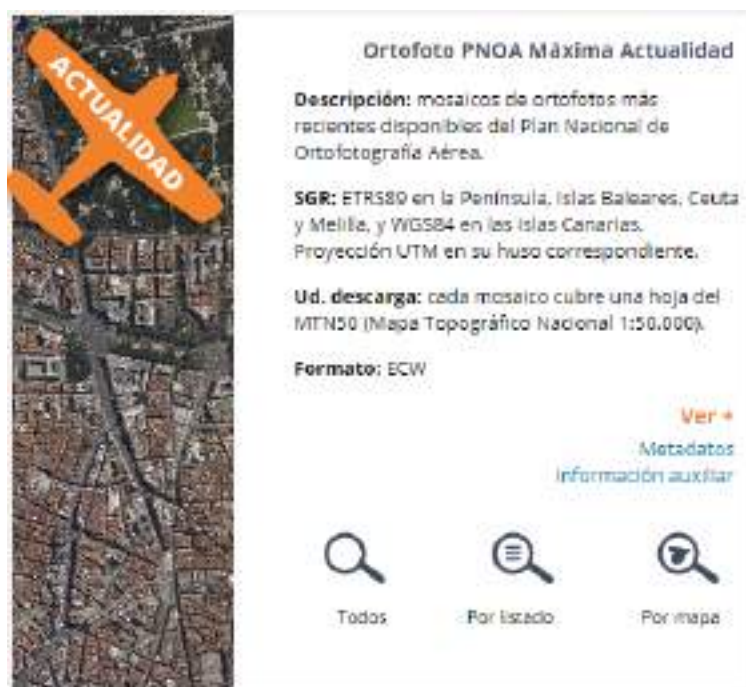 ACTUALIDAD
Ortofoto PNOA Máxima Actualidad
Descripción: mosaicos de ortofotos más
recientes disponibles del Plan Nacional de
Ortofotografía Aérea.
SGR: ETRS89 en la Península, Islas Baleares, Ceuta
y Melilla, y WGS84 en las Islas Canarias.
Proyección UTM en su huso correspondiente.
Ud. descarga: cada mosaico cubre una hoja del
MTN50 (Mapa Topográfico Nacional 1:50.000).
Formato: ECW
Ver +
Metadatos
Información auxiliar
Todos Por listado Por mapa